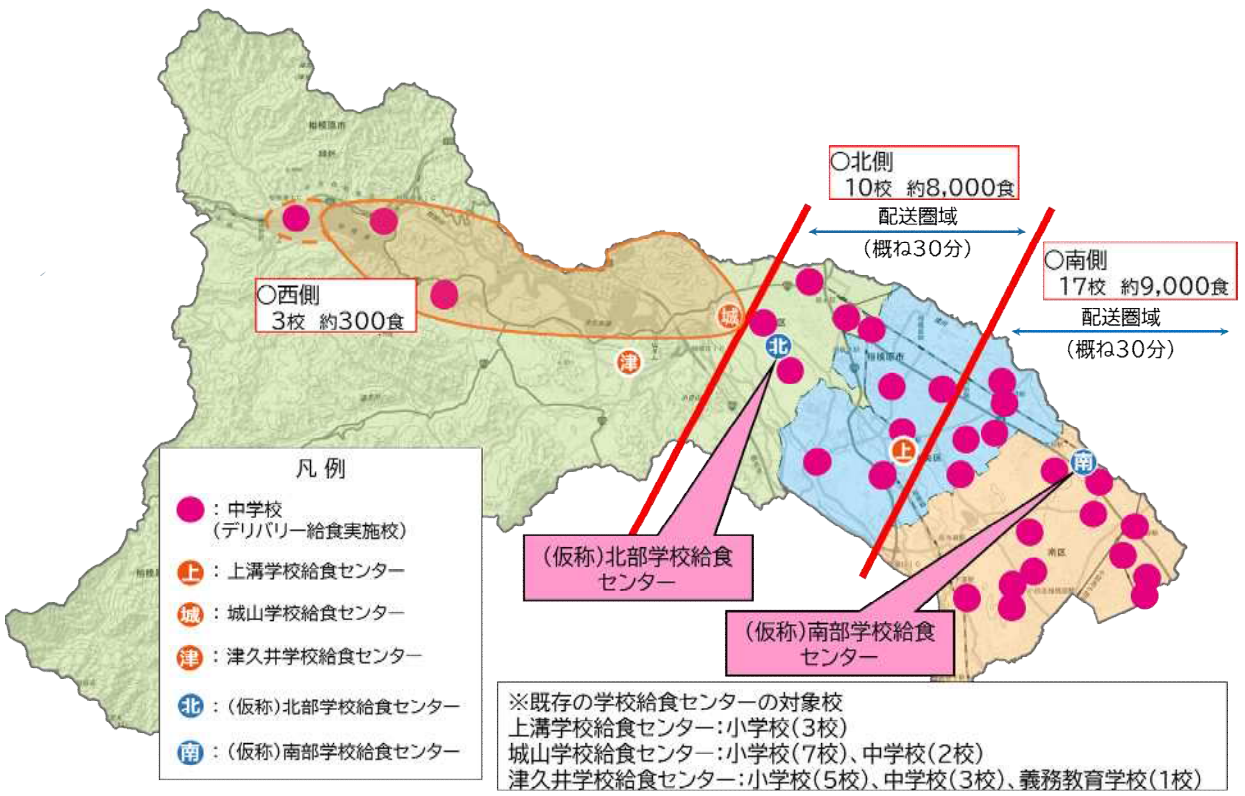 ○北側
10校 約8,000食
配送圏域
(概ね30分)
○南側
17校 約9,000食
配送圏域
(概ね30分)
○西側
3校 約300食
相模原市
緑区
城
津
北
上
南
相模原市
南区
(仮称)北部学校給食
センター
(仮称)南部学校給食
センター
凡例
:中学校
(デリバリー給食実施校)
上:上溝学校給食センター
城:城山学校給食センター
津:津久井学校給食センター
北:(仮称)北部学校給食センター
南:(仮称)南部学校給食センター
※既存の学校給食センターの対象校
上溝学校給食センター:小学校(3校)
城山学校給食センター:小学校(7校)、中学校(2校)
津久井学校給食センター:小学校(5校)、中学校(3校)、義務教育学校(1校)